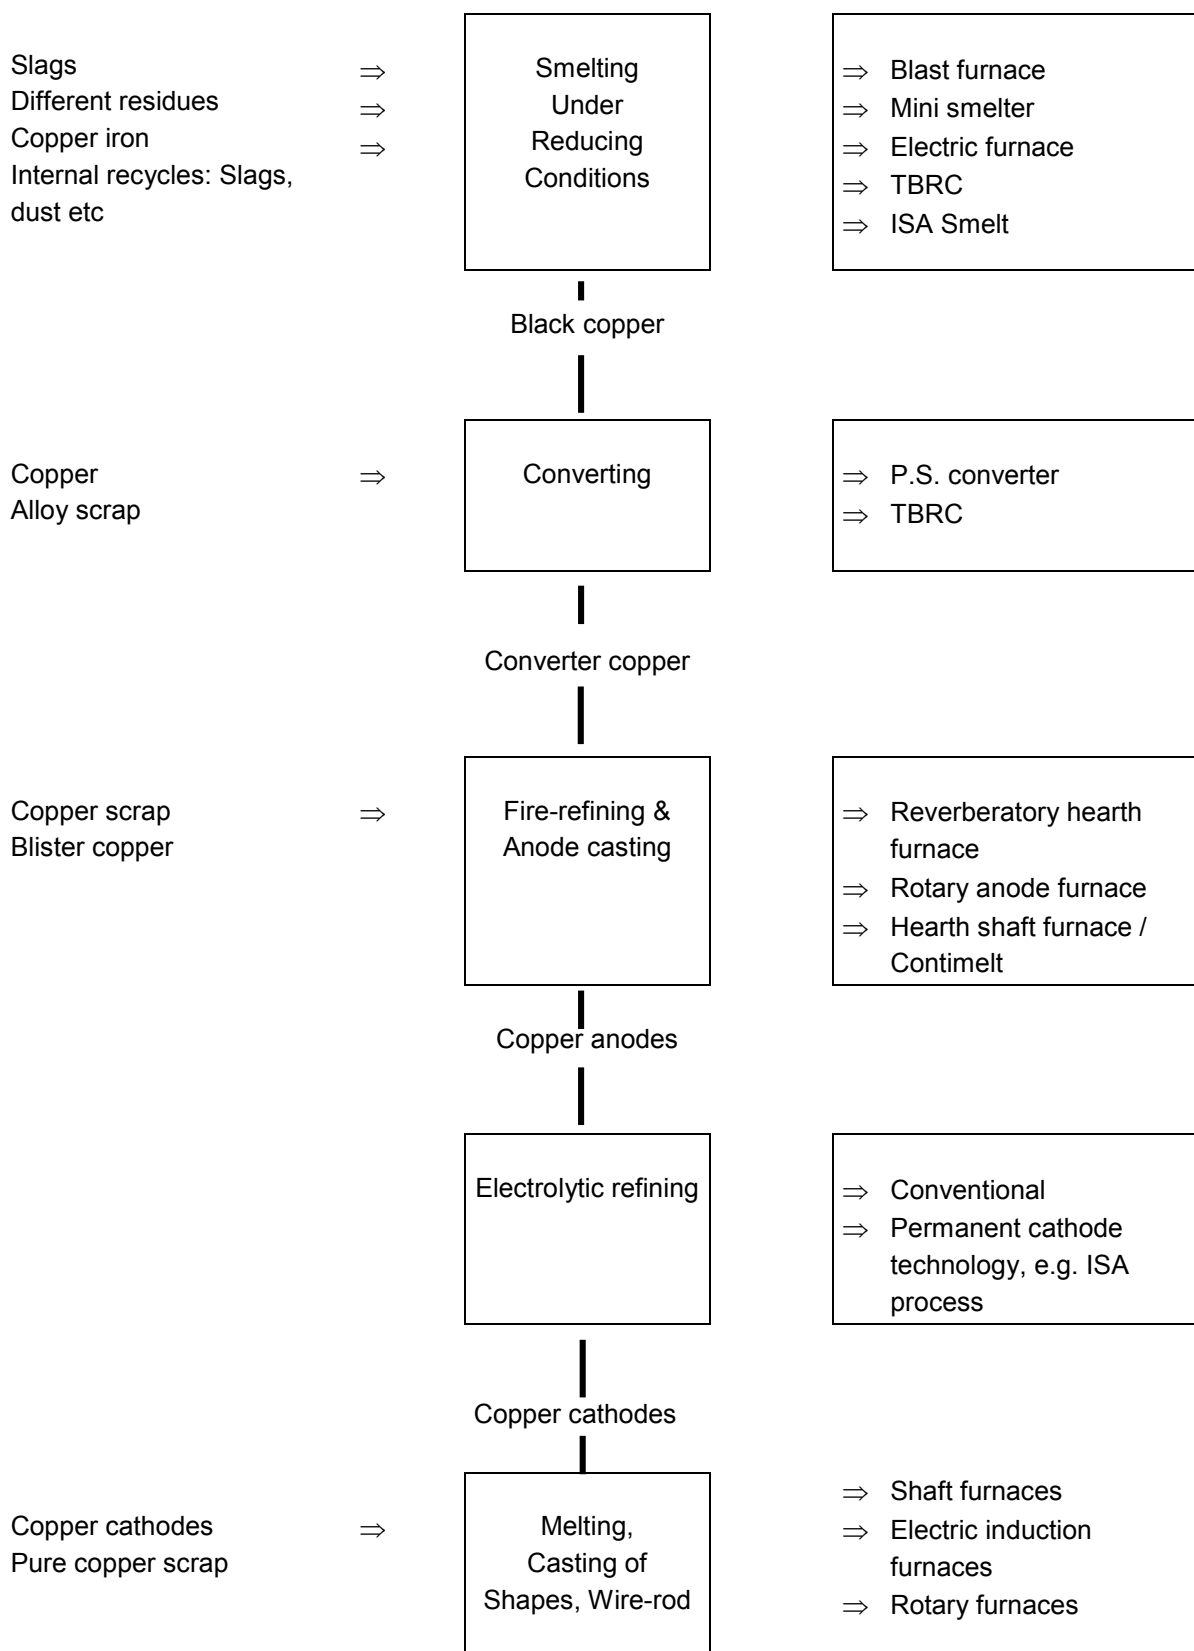 Slags ⇒
Different residues ⇒
Copper iron ⇒
Internal recycles: Slags,
dust etc
Smelting
Under
Reducing
Conditions
⇒ Blast furnace
⇒ Mini smelter
⇒ Electric furnace
⇒ TBRC
⇒ ISA Smelt
Black copper
Copper ⇒
Alloy scrap
Converting
⇒ P.S. converter
⇒ TBRC
Converter copper
Copper scrap ⇒
Blister copper
Fire-refining &
Anode casting
⇒ Reverberatory hearth
furnace
⇒ Rotary anode furnace
⇒ Hearth shaft furnace /
Contimelt
Copper anodes
Electrolytic refining
⇒ Conventional
⇒ Permanent cathode
technology, e.g. ISA
process
Copper cathodes
Copper cathodes ⇒
Pure copper scrap
Melting,
Casting of
Shapes, Wire-rod
⇒ Shaft furnaces
⇒ Electric induction
furnaces
⇒ Rotary furnaces